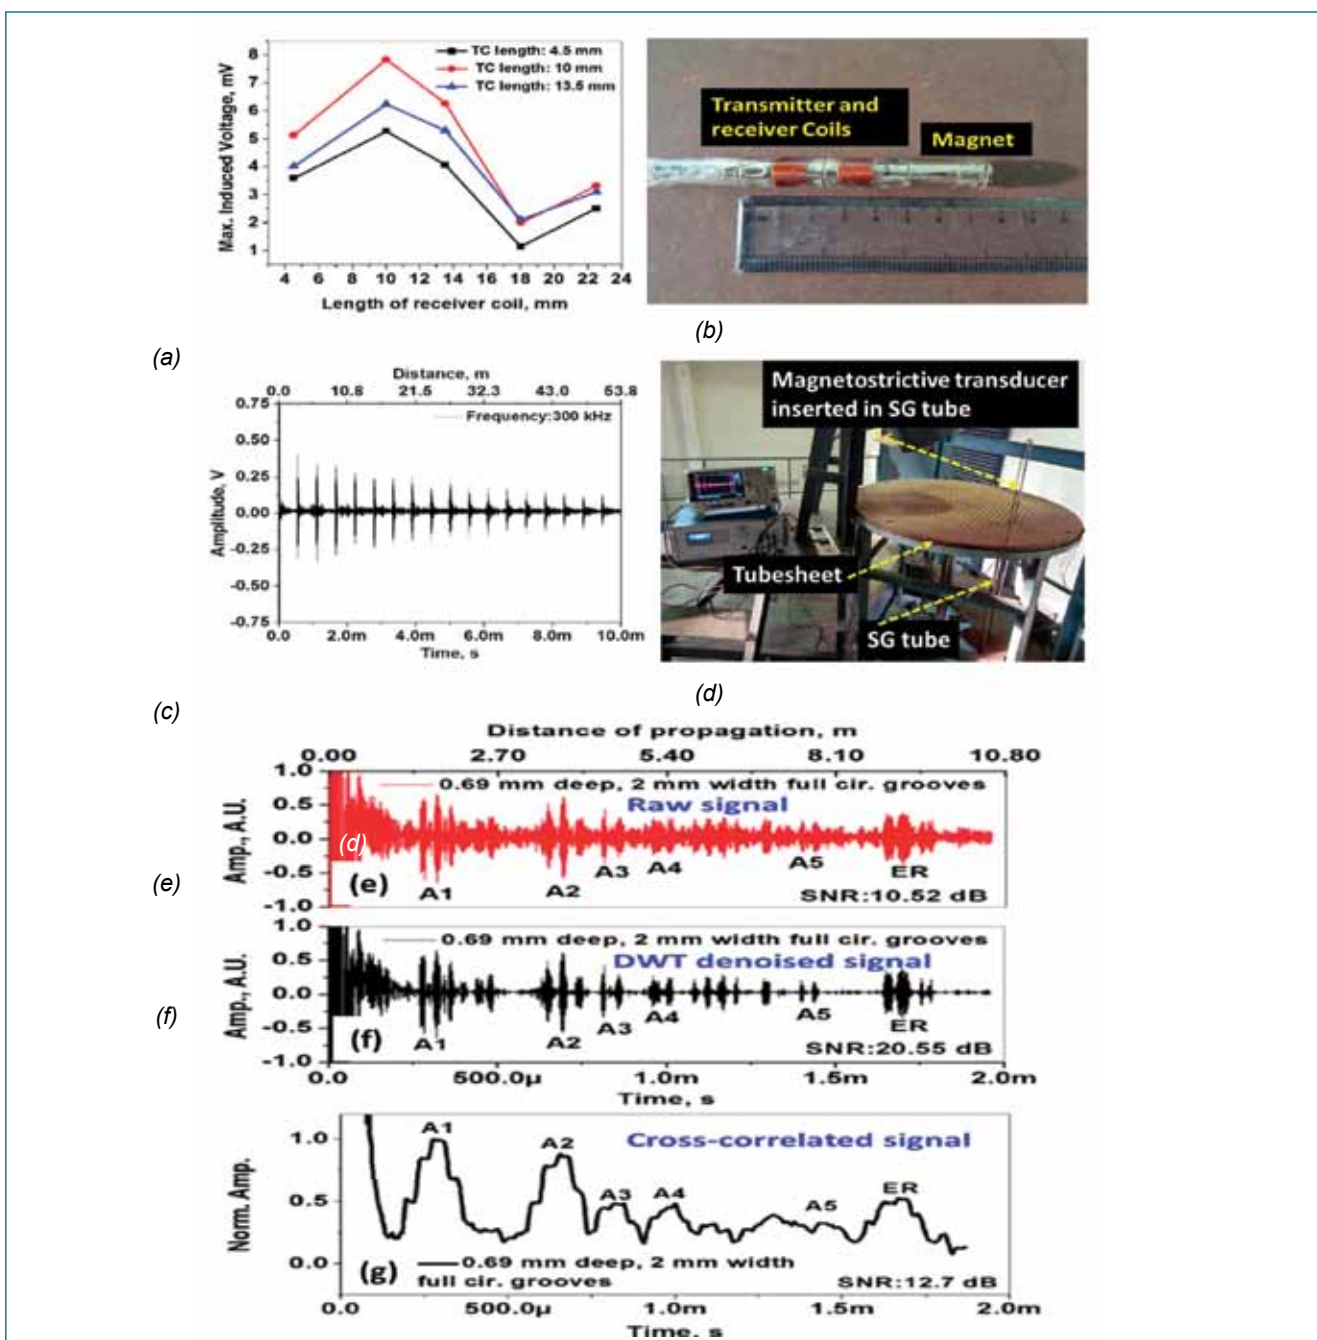 TC length: 4.5 mm
TC length: 10 mm
TC length: 13.5 mm
Max. Induced Voltage, mV
8
7
6
5
4
3
2
1
4 6 8 10 12 14 16 18 20 22 24
Length of receiver coil, mm
(a)
Transmitter and
receiver Coils
Magnet
(b)
Distance, m
0.0 10.8 21.5 32.3 43.0 53.8
Frequency:300 kHz
Amplitude, V
0.75
0.50
0.25
0.00
-0.25
-0.50
-0.75
0.0 2.0m 4.0m 6.0m 8.0m 10.0m
Time, s
(c)
Magnetostrictive transducer
inserted in SG tube
Tubesheet
SG tube
(d)
Distance of propagation, m
0.00 2.70 5.40 8.10 10.80
1.0
0.5
0.0
-0.5
-1.0
Amp., A.U.
0.69 mm deep, 2 mm width full cir. grooves
Raw signal
(d)
(e)
(e)
A1 A2 A3 A4 A5 ER
SNR:10.52 dB
1.0
0.5
0.0
-0.5
-1.0
Amp., A.U.
0.69 mm deep, 2 mm width full cir. grooves
DWT denoised signal
(f)
(f)
A1 A2 A3 A4 A5 ER
SNR:20.55 dB
0.0 500.0μ 1.0m 1.5m 2.0m
Time, s
1.0
0.5
0.0
Norm. Amp.
A1 A2 A3 A4 A5 ER
Cross-correlated signal
(g)
0.69 mm deep, 2 mm width
full cir. grooves
SNR:12.7 dB
0.0 500.0μ 1.0m 1.5m 2.0m
Time, s